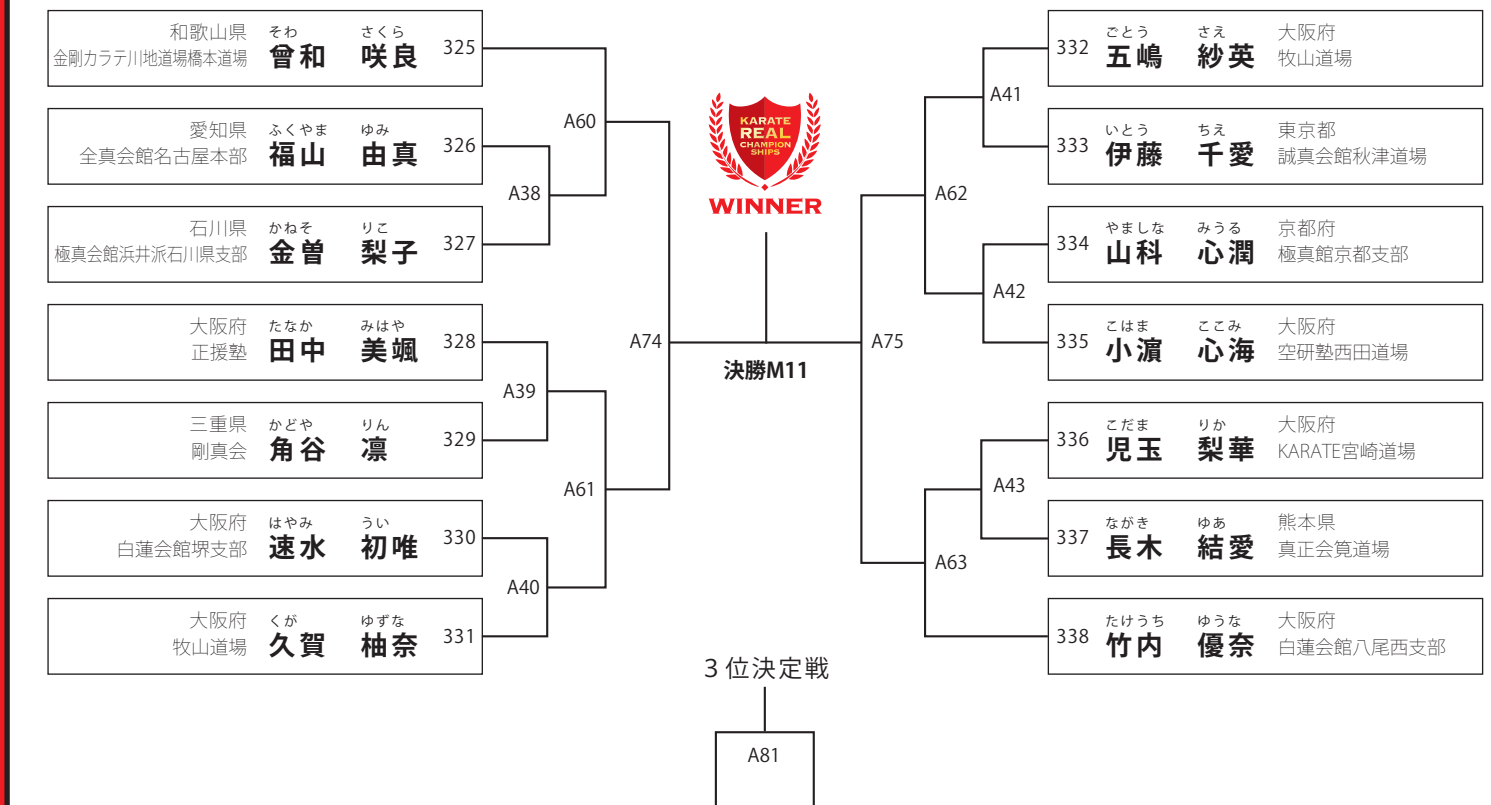 和歌山県
金剛カラテ川地道場橋本道場
そわ さくら
曾和 咲良
325
愛知県
全真会館名古屋本部
ふくやま ゆみ
福山 由真
326
石川県
極真会館浜井派石川県支部
かねそ りこ
金曽 梨子
327
大阪府
正援塾
たなか みはや
田中 美颯
328
三重県
剛真会
かどや りん
角谷 凛
329
大阪府
白蓮会館堺支部
はやみ うい
速水 初唯
330
大阪府
牧山道場
くが ゆずな
久賀 柚奈
331
A60
A38
A39
A61
A40
A74
KARATE
REAL
CHAMPION
SHIPS
WINNER
決勝M11
3位決定戦
A81
A75
A41
A62
A42
A43
A63
332
ごとう さえ
五嶋 紗英
大阪府
牧山道場
333
いとう ちえ
伊藤 千愛
東京都
誠真会館秋津道場
334
やましな みうる
山科 心潤
京都府
極真館京都支部
335
こはま ここみ
小濵 心海
大阪府
空研塾西田道場
336
こだま りか
児玉 梨華
大阪府
KARATE宮崎道場
337
ながき ゆあ
長木 結愛
熊本県
真正会筧道場
338
たけうち ゆうな
竹内 優奈
大阪府
白蓮会館八尾西支部